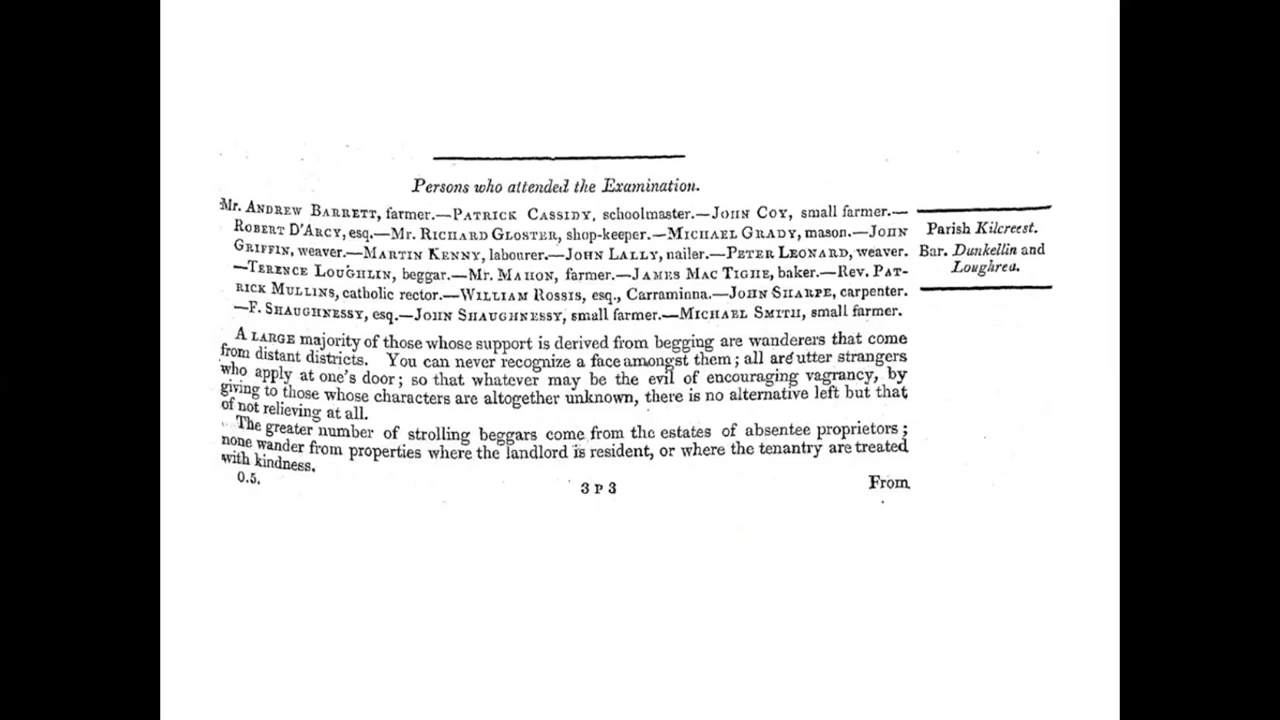 Persons who attended the Examination.
Mr. ANDREW BARRETT, farmer.—PATRICK CASSIDY, schoolmaster.—JOHN COY, small farmer.—
ROBERT D'ARCY, esq.—Mr. RICHARD GLOSTER, shop-keeper.—MICHAEL GRADY, mason.—JOHN
GRIFFIN, weaver.—MARTIN KENNY, labourer.—JOHN LALLY, nailer.—PETER LEONARD, weaver.
—TERENCE LOUGHLIN, beggar.—Mr. MAHON, farmer.—JAMES MAC TIGHE, baker.—Rev. PAT-
RICK MULLINS, catholic rector.—WILLIAM ROSSIS, esq., Carraminna.—JOHN SHARPE, carpenter.
—F. SHAUGHNESSY, esq.—JOHN SHAUGHNESSY, small farmer.—MICHAEL SMITH, small farmer.
Parish Kilcreest.
Bar. Dunkellin and
Loughrea.
A LARGE majority of those whose support is derived from begging are wanderers that come
from distant districts. You can never recognize a face amongst them; all are utter strangers
who apply at one's door; so that whatever may be the evil of encouraging vagrancy, by
giving to those whose characters are altogether unknown, there is no alternative left but that
of not relieving at all.
The greater number of strolling beggars come from the estates of absentee proprietors;
none wander from properties where the landlord is resident, or where the tenantry are treated
with kindness.
0.5.
3 P 3
From